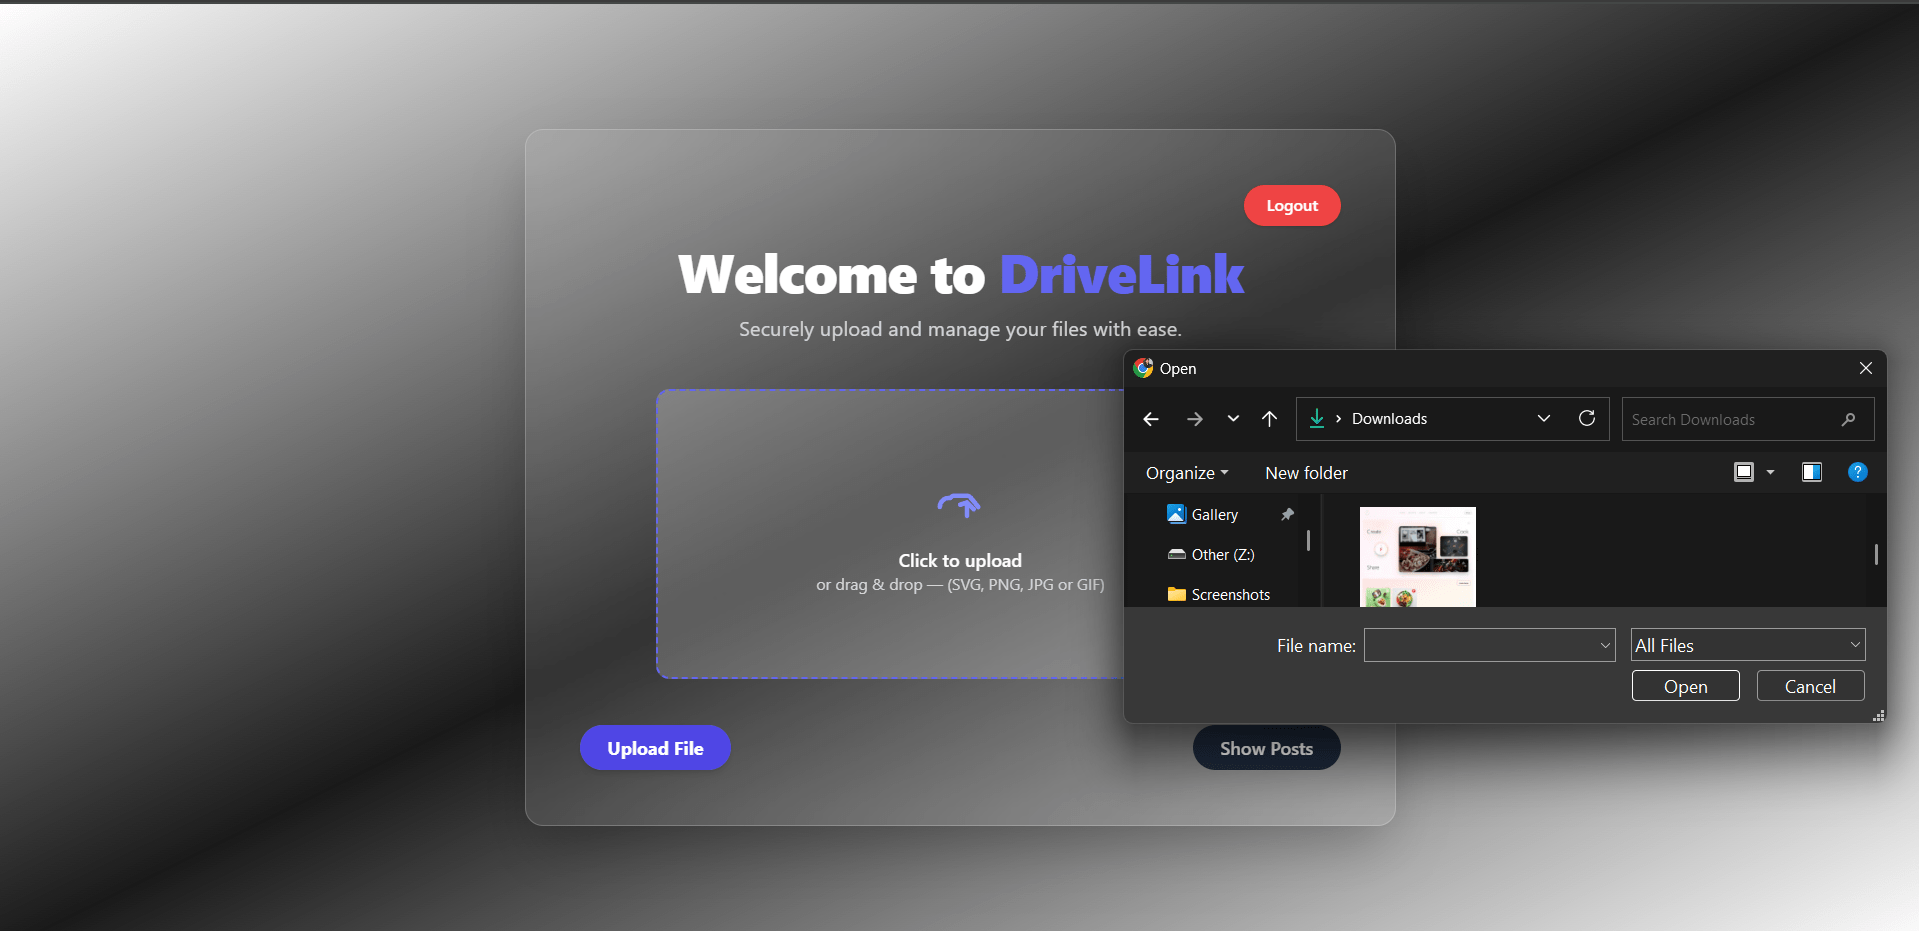 Logout
Welcome to DriveLink
Securely upload and manage your files with ease.
Click to upload
or drag & drop — (SVG, PNG, JPG or GIF)
Upload File
Show Posts
Open
Downloads
Search Downloads
Organize
New folder
Gallery
Other (Z:)
Screenshots
File name:
All Files
Open
Cancel